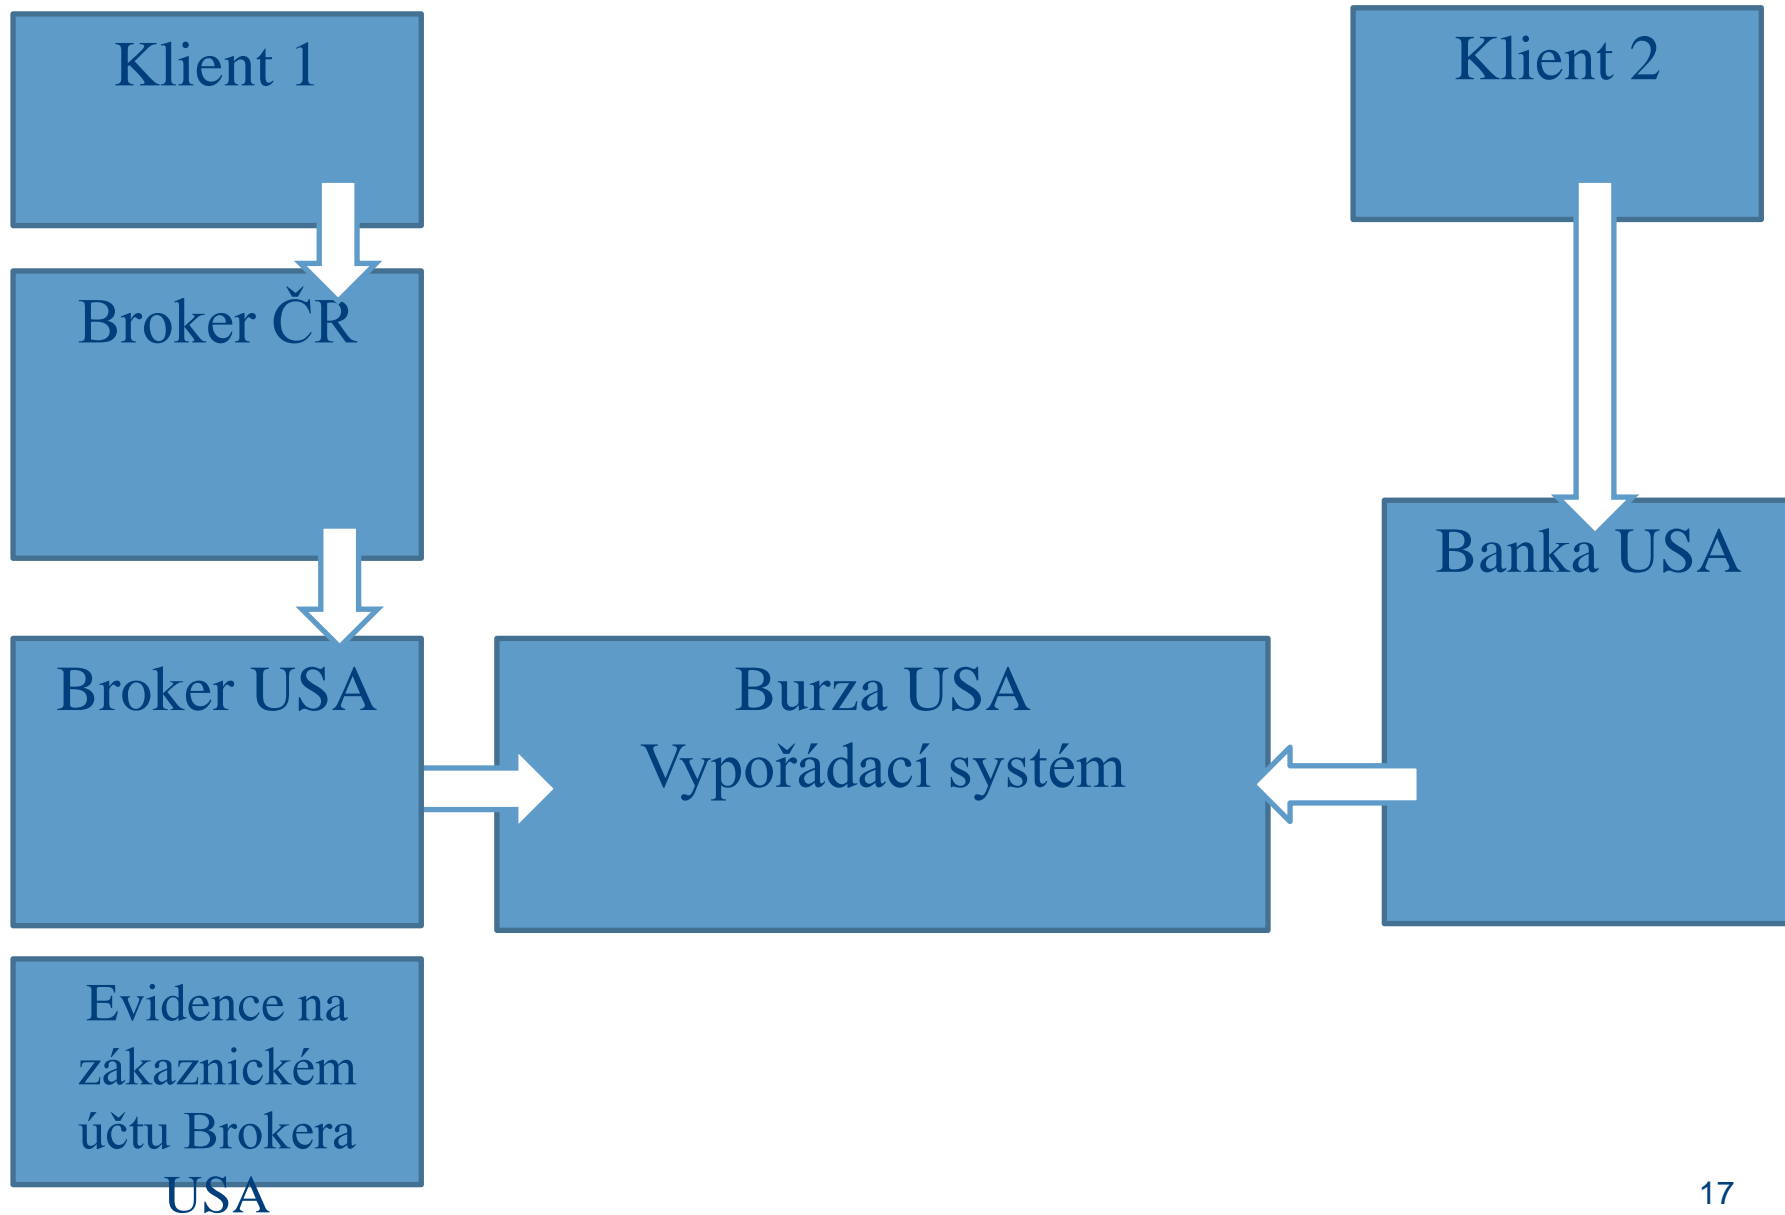 Klient 1
Klient 2
Broker ČR
Banka USA
Broker USA
Burza USA
Vypořádací systém
Evidence na
zákaznickém
účtu Brokera
USA
17